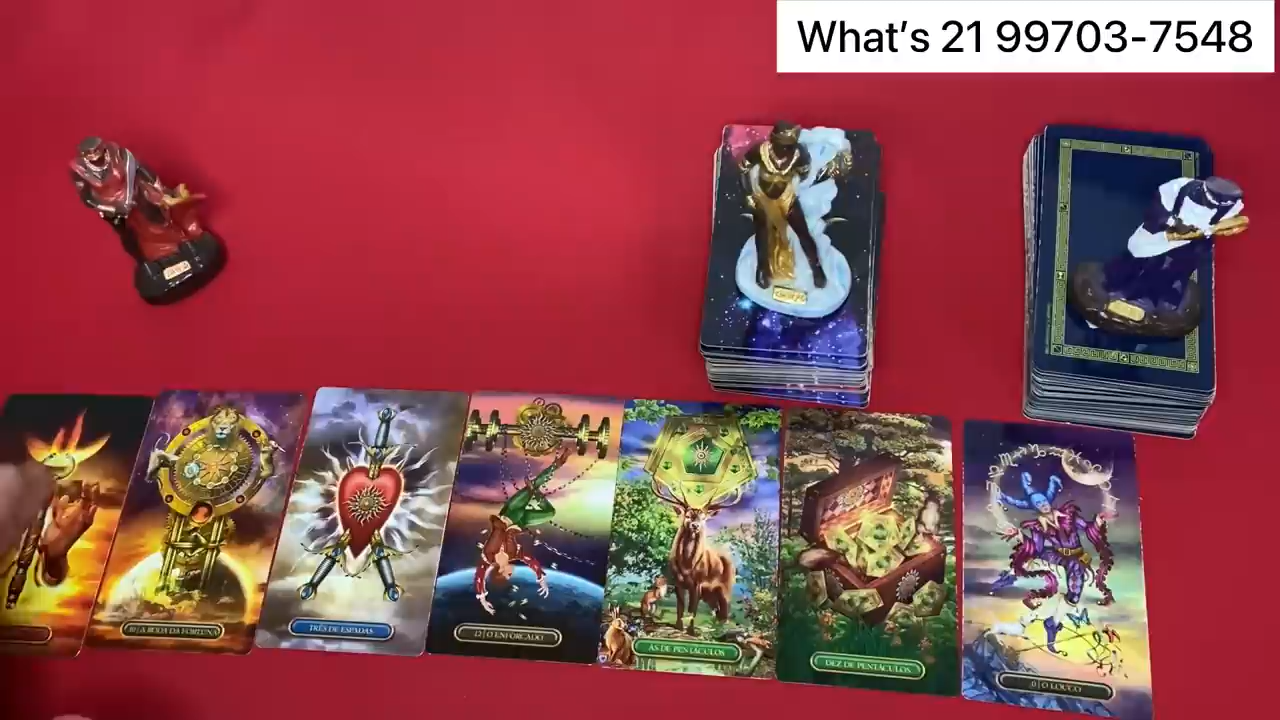 What’s 21 99703-7548
10 | A RODA DA FORTUNA
TRÊS DE ESPADAS
12 | O ENFORCADO
ÁS DE PENTÁCULOS
DEZ DE PENTÁCULOS
0 | O LOUCO